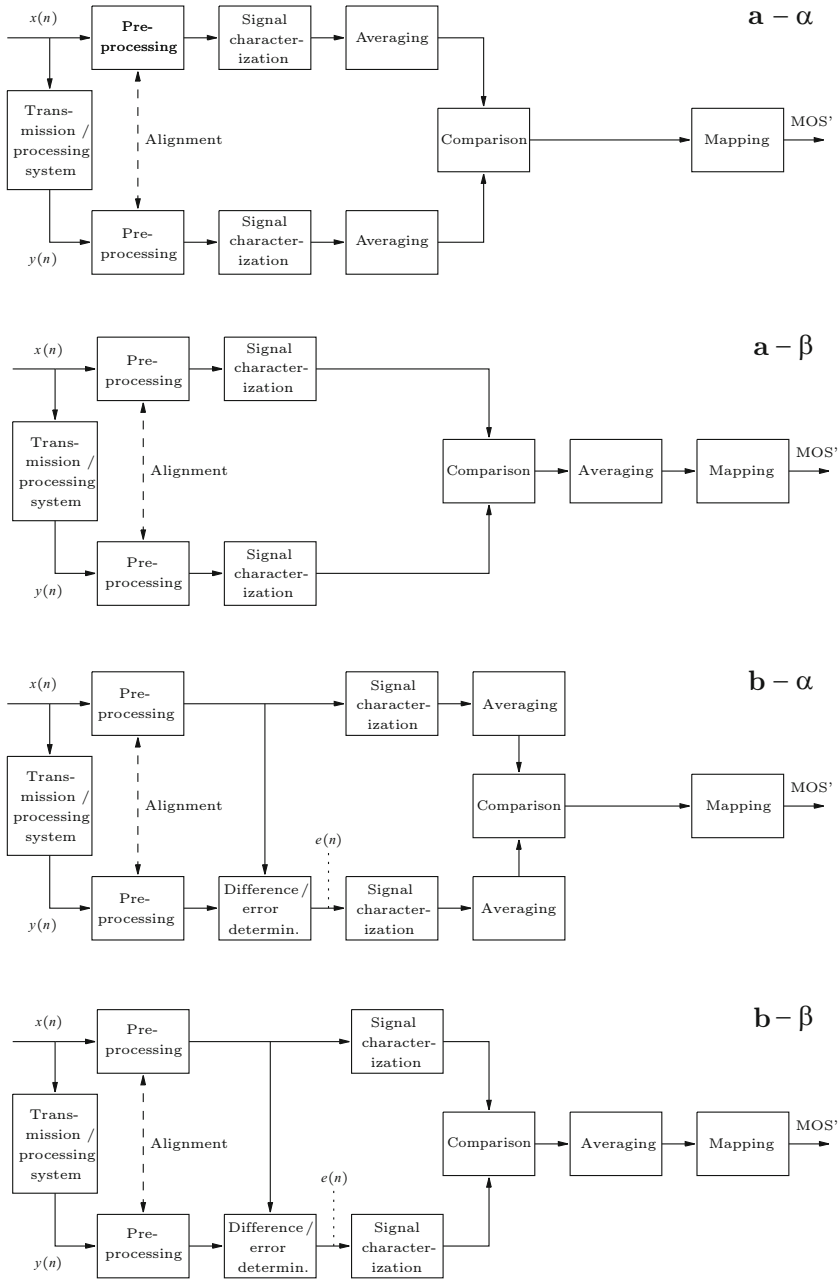 a – α
x(n)
Pre-
processing
Signal
character-
ization
Averaging
Trans-
mission /
processing
system
Alignment
Comparison
Mapping
MOS'
y(n)
Pre-
processing
Signal
character-
ization
Averaging
a – β
x(n)
Pre-
processing
Signal
character-
ization
Trans-
mission /
processing
system
Alignment
Comparison
Averaging
Mapping
MOS'
y(n)
Pre-
processing
Signal
character-
ization
b – α
x(n)
Pre-
processing
Signal
character-
ization
Averaging
Trans-
mission /
processing
system
Alignment
Comparison
Mapping
MOS'
e(n)
y(n)
Pre-
processing
Difference /
error
determin.
Signal
character-
ization
Averaging
b – β
x(n)
Pre-
processing
Signal
character-
ization
Trans-
mission /
processing
system
Alignment
Comparison
Averaging
Mapping
MOS'
e(n)
y(n)
Pre-
processing
Difference /
error
determin.
Signal
character-
ization